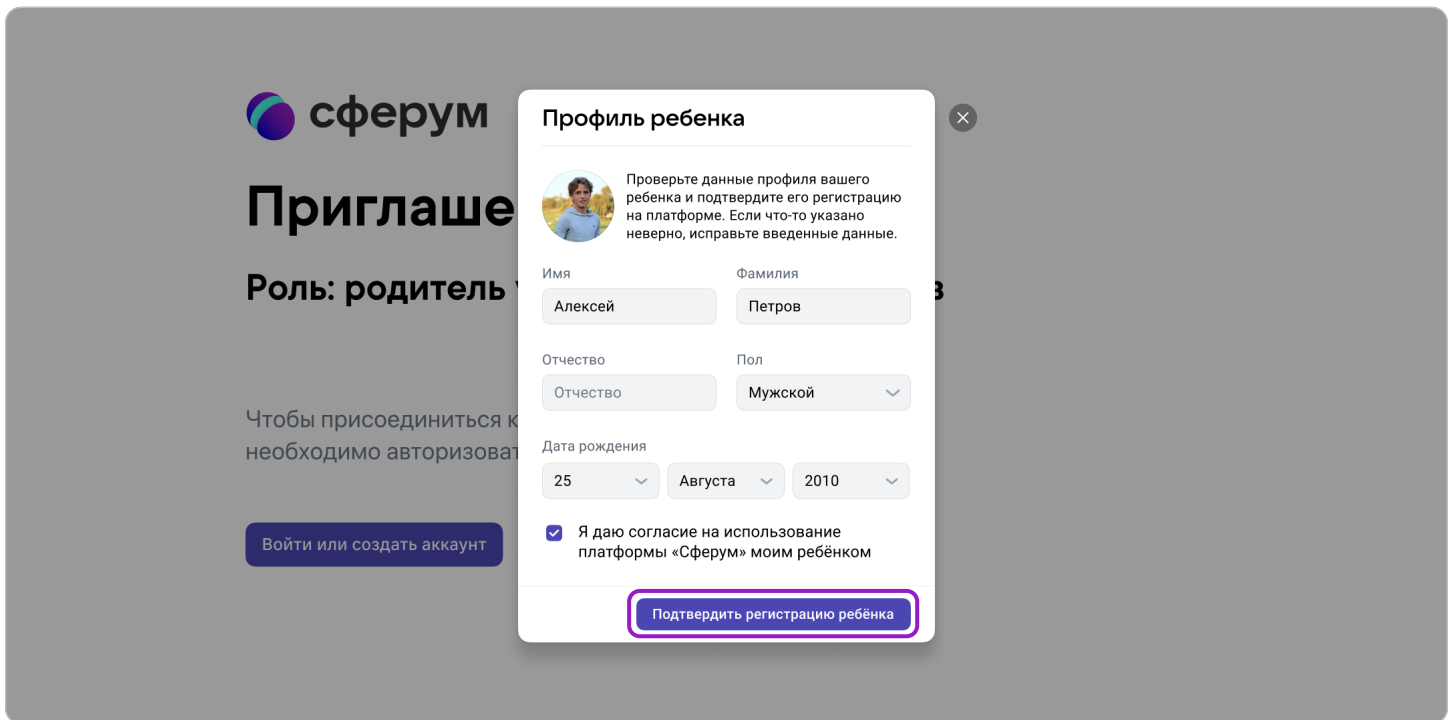 сферум
Приглаше
Роль: родитель
в
Чтобы присоединиться к
необходимо авторизоват
Войти или создать аккаунт
Профиль ребенка
Проверьте данные профиля вашего
ребенка и подтвердите его регистрацию
на платформе. Если что-то указано
неверно, исправьте введенные данные.
Имя Фамилия
Алексей Петров
Отчество Пол
Отчество Мужской
Дата рождения
25 Августа 2010
Я даю согласие на использование
платформы «Сферум» моим ребёнком
Подтвердить регистрацию ребёнка